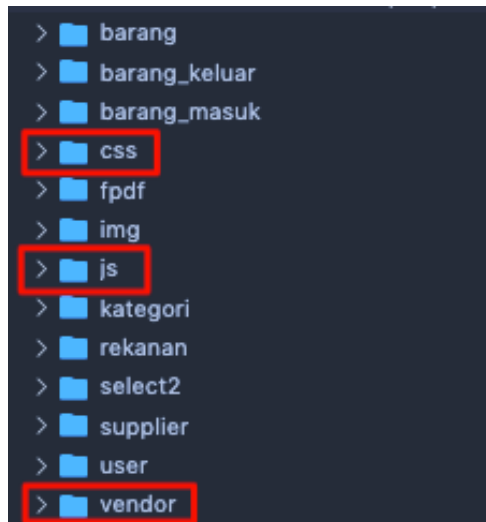 barang
barang_keluar
barang_masuk
css
fpdf
img
js
kategori
rekanan
select2
supplier
user
vendor